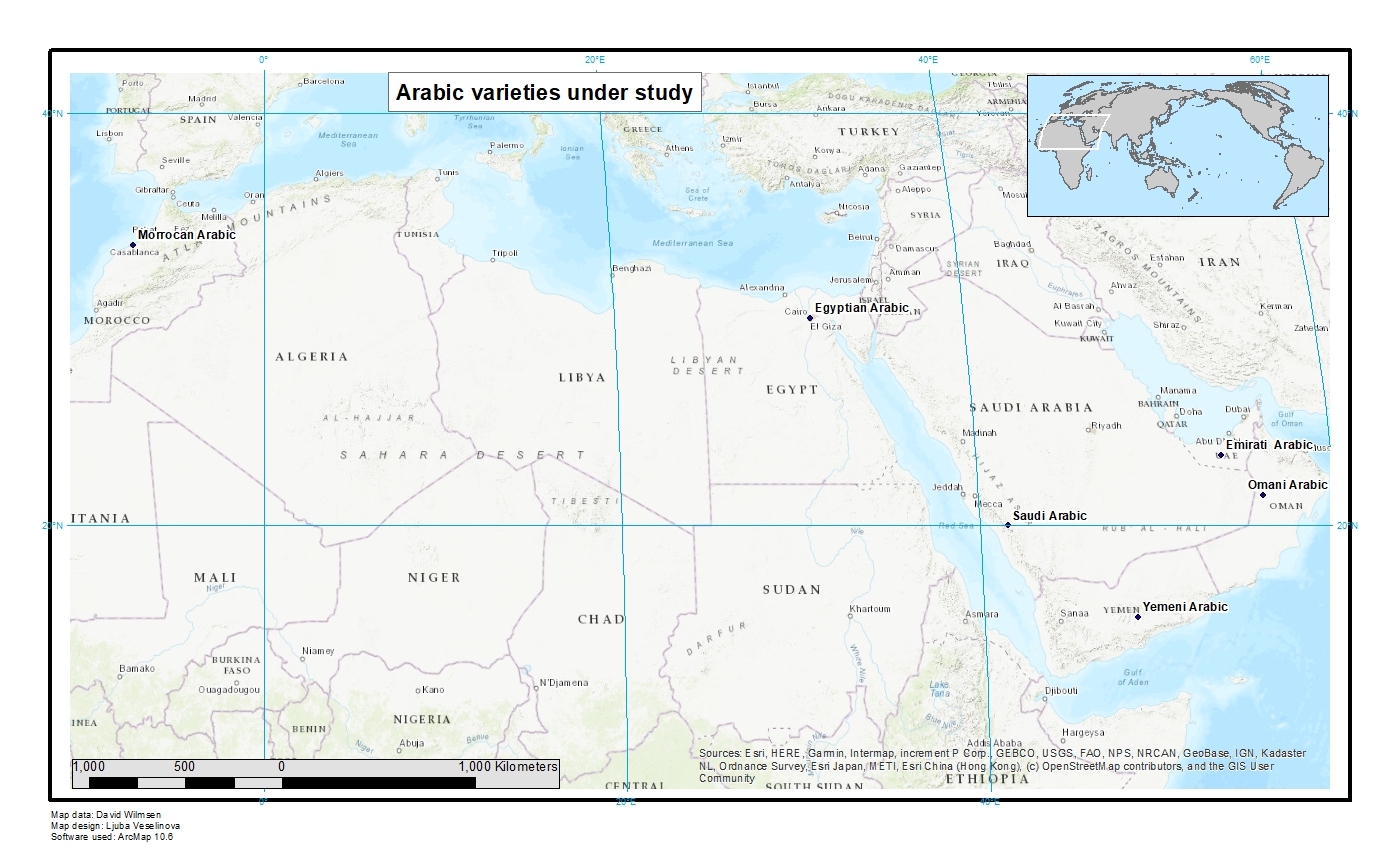 0°
20°E
40°E
60°E
Arabic varieties under study
Porto
Barcelona
Istanbul
GEORGIA
Tbilisi
Madrid
Bursa
Ankara
DOGU KARADENIZ DAGLARI
ARMENIA
PORTUGAL
SPAIN
Valencia
40°N
40°N
Yerevan
Lisbon
Mediterranean
Sea
Tyrrhenian
Sea
GREECE
TURKEY
Palermo
Ionian
Sea
Athens
Izmir
Konya
Tigris
Seville
Algiers
Tunis
TOROS DAGLARI
Adana
Gaziantep
Antalya
Aleppo
Gibraltar
Ceuta
Oran
Sea of
Crete
Mosul
Melilla
ATLAS MOUNTAINS
Nicosia
SYRIA
Morrocan Arabic
TUNISIA
Casablanca
Tripoli
Mediterranean Sea
Beirut
Damascus
Baghdad
ZAGROS MOUNTAINS
Esfahan
IRAN
SYRIAN
DESERT
IRAQ
Benghazi
Jerusalem
Amman
Alexandria
Euphrates
Ahvaz
Agadir
ISRAEL
Al Basrah
Kerman
Cairo
Egyptian Arabic
MOROCCO
El Giza
Kuwait City
Shiraz
Zahedan
KUWAIT
ALGERIA
LIBYA
LIBYAN
DESERT
EGYPT
Manama
BAHRAIN
SAUDI ARABIA
Doha
Dubai
Gulf
of Oman
AL-HAJJAR
QATAR
Riyadh
Madinah
Abu D
Emirati Arabic
UAE
SAHARA DESERT
HIJAZ
Jeddah
Mecca
Omani Arabic
OMAN
TIBESTI
ITANIA
Saudi Arabic
20°N
20°N
Red Sea
RUB AL-HALI
Nile
MALI
Niger
NIGER
SUDAN
CHAD
Khartoum
Asmara
Sanaa
YEMEN
Yemeni Arabic
DARFUR
White Nile
BURKINA
FASO
Niamey
Bamako
N'Djamena
Gulf
of Aden
Ouagadougou
Kano
Lake
Tana
Djibouti
INEA
BENIN
NIGERIA
Blue Nile
Hargeysa
Niger
Abuja
Benue
Nile
Addis Ababa
ETHIOPIA
CENTRAL
SOUTH SUDAN
1,000 500 0 1,000 Kilometers
Sources: Esri, HERE, Garmin, Intermap, increment P Corp., GEBCO, USGS, FAO, NPS, NRCAN, GeoBase, IGN, Kadaster
NL, Ordnance Survey, Esri Japan, METI, Esri China (Hong Kong), (c) OpenStreetMap contributors, and the GIS User
Community
0°
20°E
40°E
Map data: David Wilmsen
Map design: Ljuba Veselinova
Software used: ArcMap 10.6